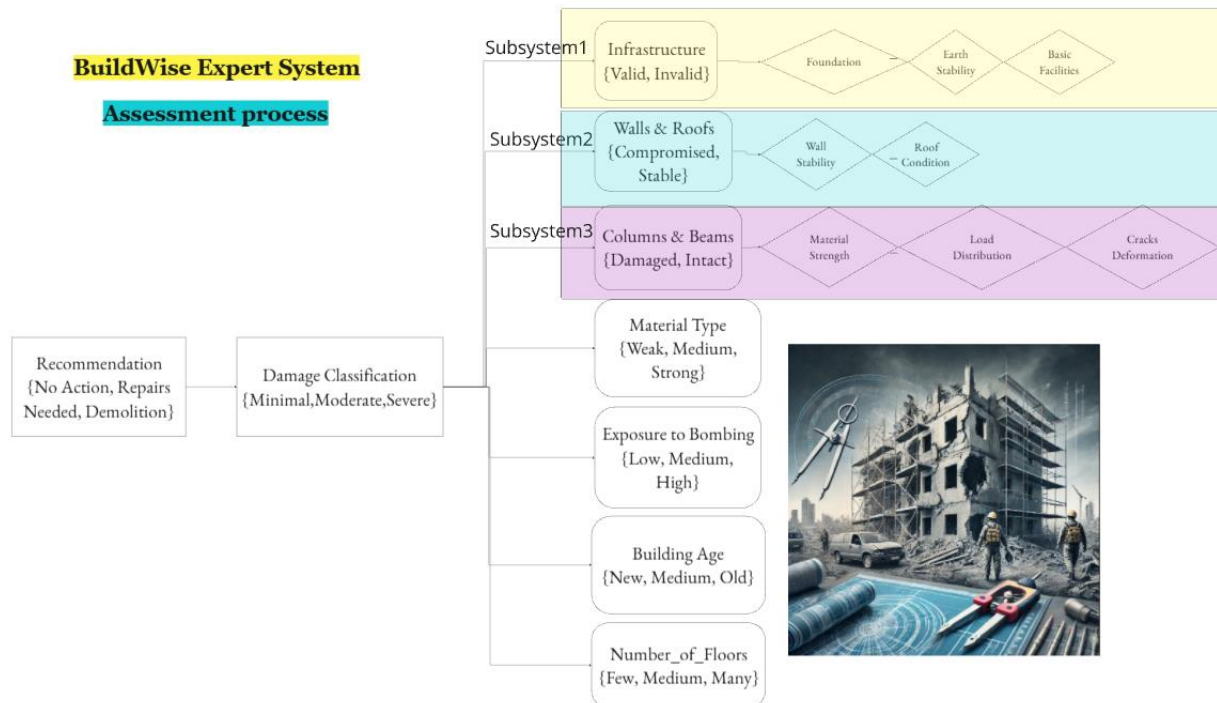 BuildWise Expert System
Assessment process
Subsystem1
Infrastructure
{Valid, Invalid}
Foundation
Earth
Stability
Basic
Facilities
Subsystem2
Walls & Roofs
{Compromised,
Stable}
Wall
Stability
Roof
Condition
Subsystem3
Columns & Beams
{Damaged, Intact}
Material
Strength
Load
Distribution
Cracks
Deformation
Recommendation
{No Action, Repairs
Needed, Demolition}
Damage Classification
{Minimal,Moderate,Severe}
Material Type
{Weak, Medium,
Strong}
Exposure to Bombing
{Low, Medium,
High}
Building Age
{New, Medium, Old}
Number_of_Floors
{Few, Medium, Many}